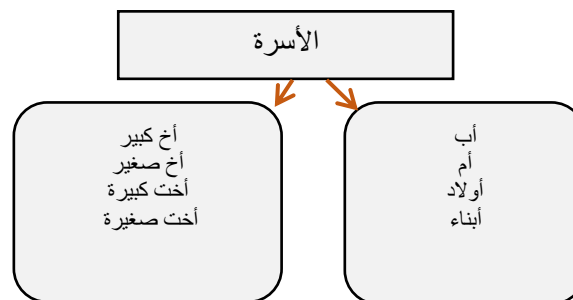 الأسرة
أب
أم
أولاد
أبناء
أخ كبير
أخ صغير
أخت كبيرة
أخت صغيرة